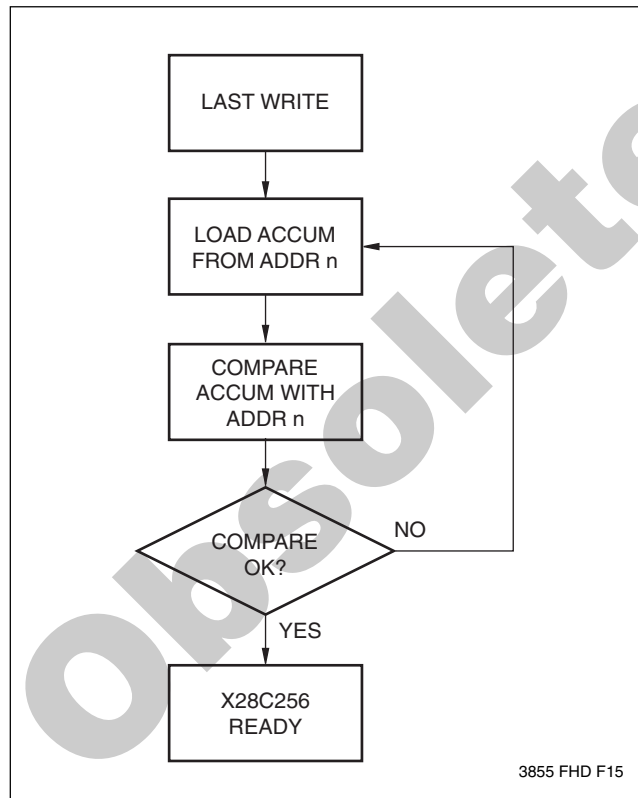 LAST WRITE
LOAD ACCUM
FROM ADDR n
COMPARE
ACCUM WITH
ADDR n
COMPARE
OK?
NO
YES
X28C256
READY
3855 FHD F15
obsolete